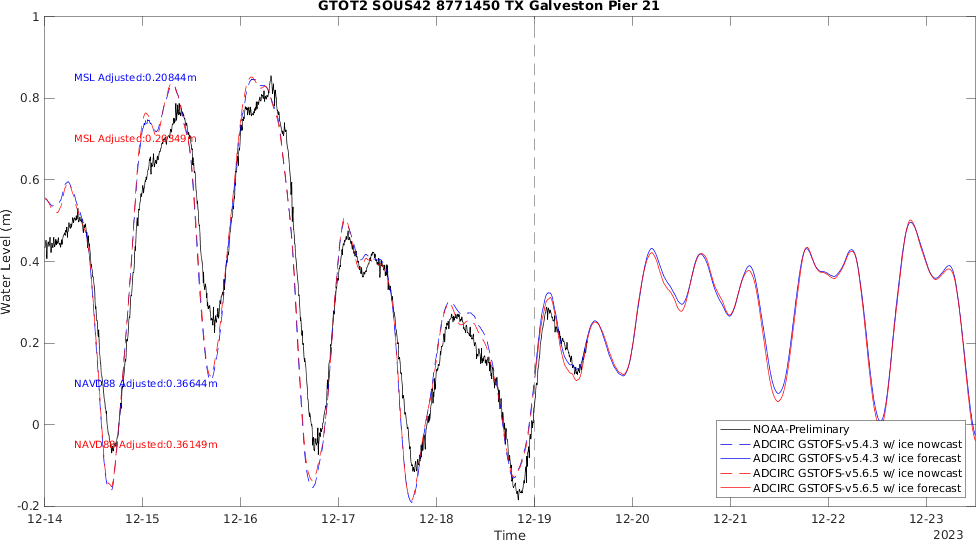 GTOT2 SOUS42 8771450 TX Galveston Pier 21
Water Level (m)
1
0.8
0.6
0.4
0.2
0
-0.2
MSL Adjusted:0.20844m
MSL Adjusted:0.20349m
NAVD88 Adjusted:0.36644m
NAVD88 Adjusted:0.36149m
NOAA-Preliminary
ADCIRC GSTOFS-v5.4.3 w/ ice nowcast
ADCIRC GSTOFS-v5.4.3 w/ ice forecast
ADCIRC GSTOFS-v5.6.5 w/ ice nowcast
ADCIRC GSTOFS-v5.6.5 w/ ice forecast
12-14 12-15 12-16 12-17 12-18 12-19 12-20 12-21 12-22 12-23
Time
2023